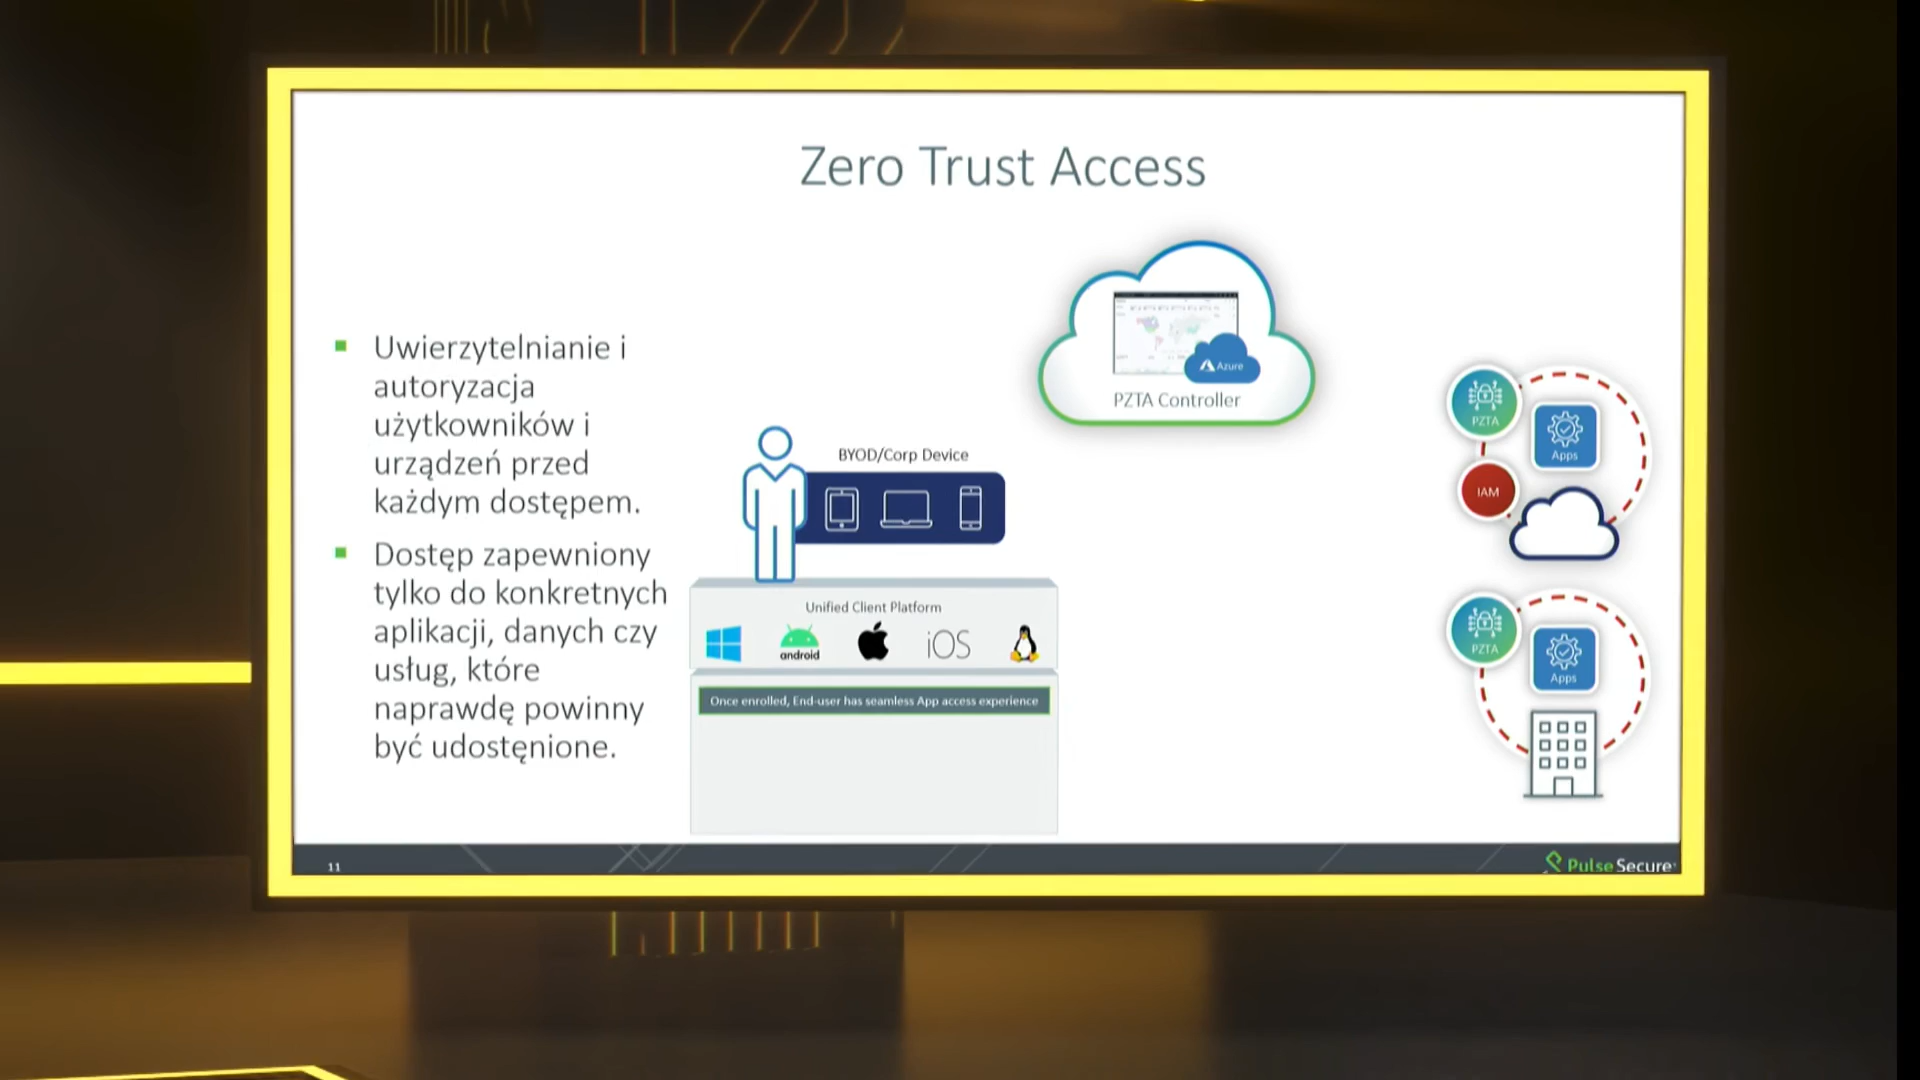 Zero Trust Access
Uwierzytelnianie i
autoryzacja
użytkowników i
urządzeń przed
każdym dostępem.
Dostęp zapewniony
tylko do konkretnych
aplikacji, danych czy
usług, które
naprawdę powinny
być udostęnione.
Azure
PZTA Controller
BYOD/Corp Device
Unified Client Platform
android
iOS
Once enrolled, End-user has seamless App access experience
PZTA
Apps
IAM
PZTA
Apps
11
Pulse Secure